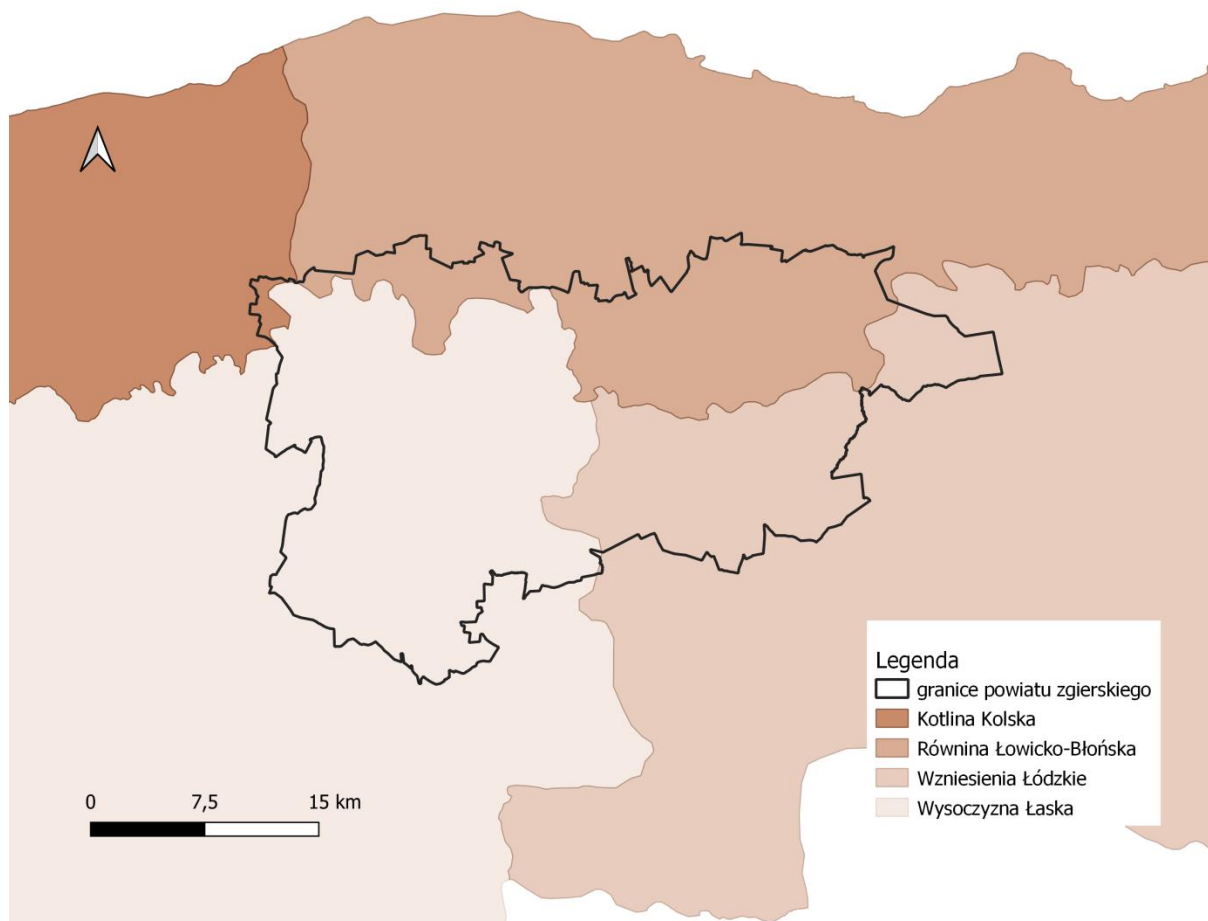 Legenda
granice powiatu zgierskiego
Kotlina Kolska
Równina Łowicko-Błońska
Wzniesienia Łódzkie
Wysoczyzna Łaska
0 7,5 15 km